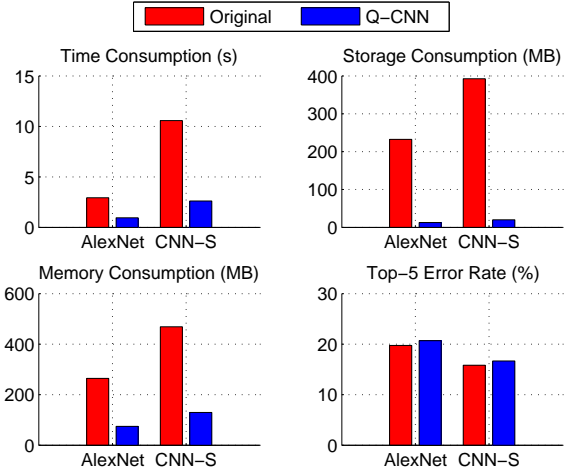 Original Q-CNN
Time Consumption (s)
15
10
5
0
AlexNet CNN-S
Storage Consumption (MB)
400
300
200
100
0
AlexNet CNN-S
Memory Consumption (MB)
600
400
200
0
AlexNet CNN-S
Top-5 Error Rate (%)
30
20
10
0
AlexNet CNN-S